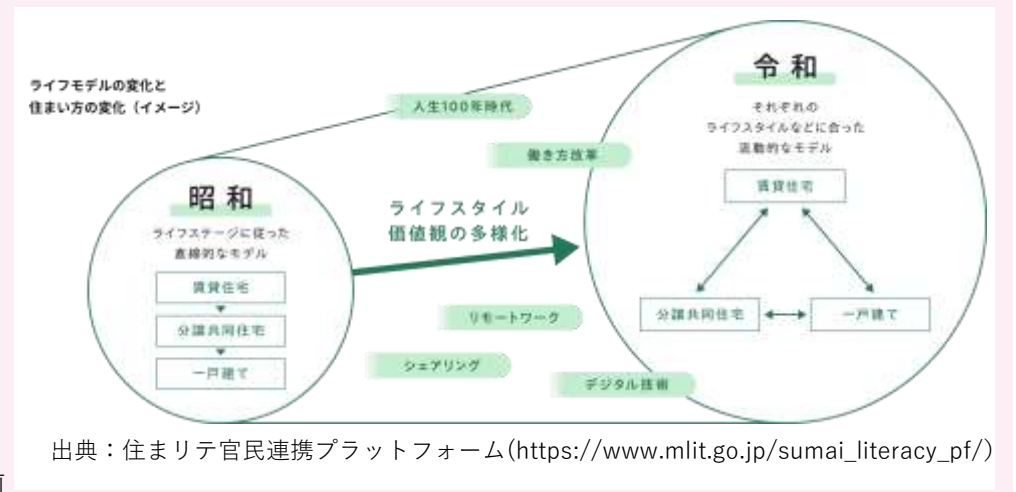 ライフモデルの変化と
住まい方の変化（イメージ）
昭和
ライフステージに従った
直線的なモデル
賃貸住宅
分譲共同住宅
一戸建て
人生100年時代
働き方改革
ライフスタイル
価値観の多様化
リモートワーク
シェアリング
デジタル技術
令和
それぞれの
ライフスタイルなどに合った
流動的なモデル
賃貸住宅
分譲共同住宅
一戸建て
出典：住まリテ官民連携プラットフォーム(https://www.mlit.go.jp/sumai_literacy_pf/)